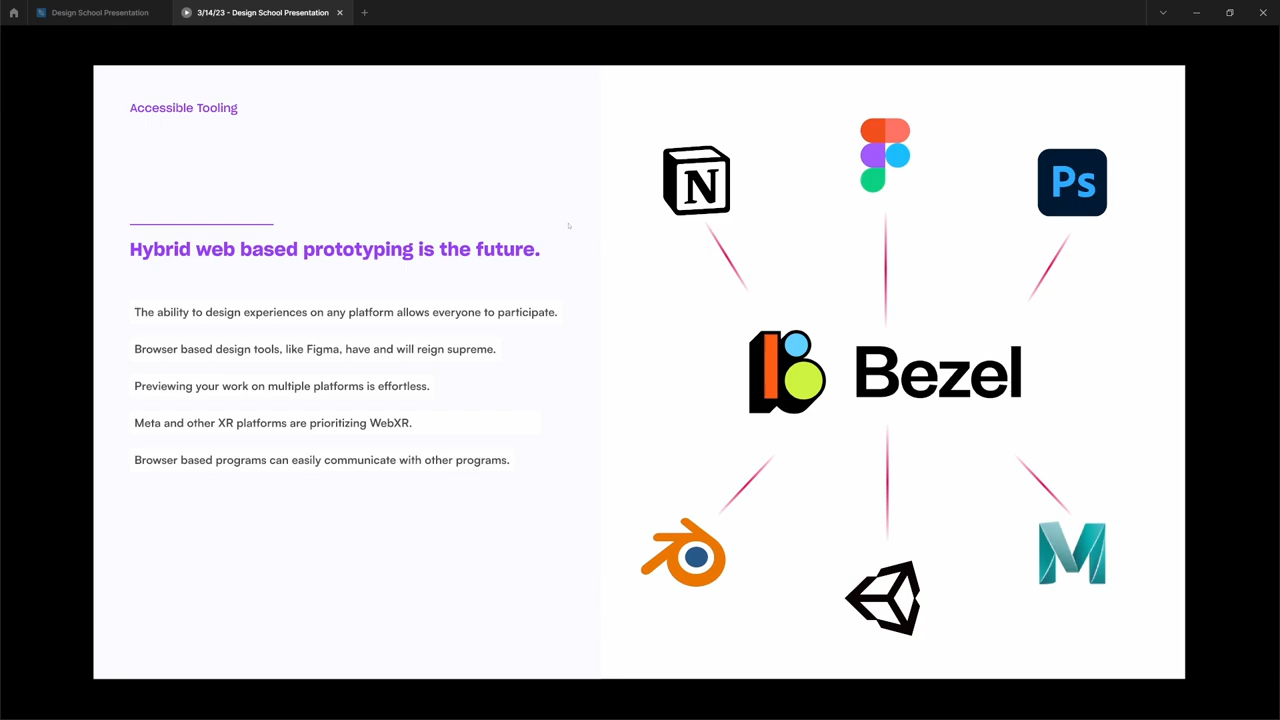 Design School Presentation
3/14/23 - Design School Presentation
Accessible Tooling
Hybrid web based prototyping is the future.
The ability to design experiences on any platform allows everyone to participate.
Browser based design tools, like Figma, have and will reign supreme.
Previewing your work on multiple platforms is effortless.
Meta and other XR platforms are prioritizing WebXR.
Browser based programs can easily communicate with other programs.
N
Ps
Bezel
M